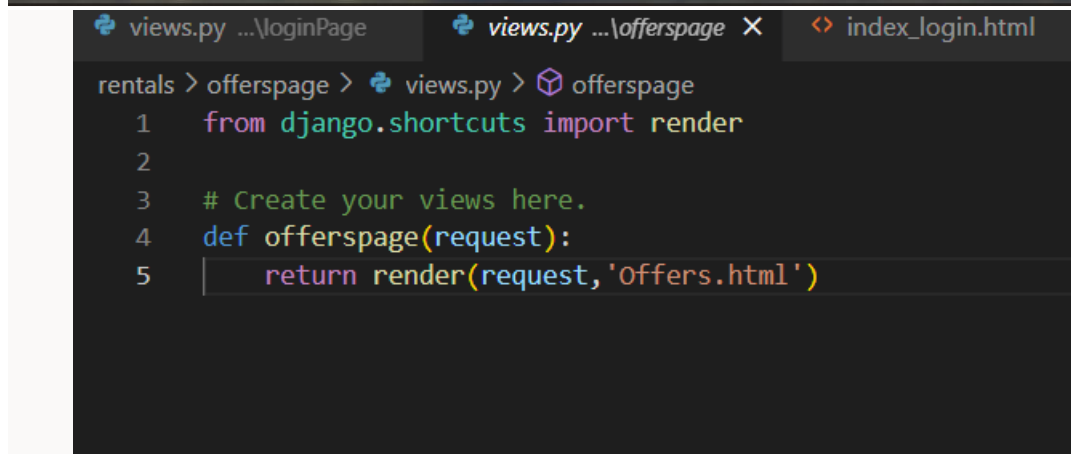 views.py ...\loginPage views.py ...\offerspage X index_login.html
rentals > offerspage > views.py > offerspage
1 from django.shortcuts import render
2
3 # Create your views here.
4 def offerspage(request):
5 return render(request,'Offers.html')